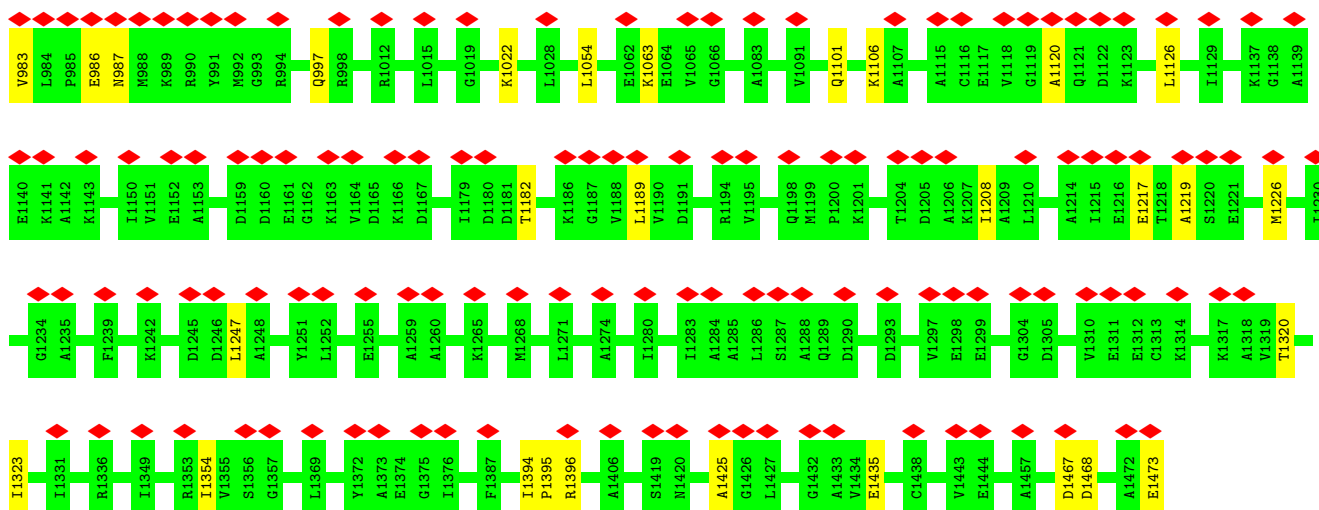 V983 L984 P985 E986 N987 M988 K989 R990 Y991 M992 G993 R994 Q997 R998 R1012 L1015 G1019 K1022 L1028 L1054 E1062 K1063 E1064 V1065 G1066 A1083 V1091 Q1101 K1106 A1107 A1115 C1116 E1117 V1118 G1119 A1120 Q1121 D1122 K1123 L1126 I1129 K1137 G1138 A1139
E1140 K1141 A1142 K1143 I1150 V1151 E1152 A1153 D1159 D1160 E1161 G1162 K1163 V1164 D1165 K1166 D1167 I1179 D1180 D1181 T1182 K1186 G1187 V1188 L1189 V1190 D1191 R1194 V1195 Q1198 M1199 P1200 K1201 T1204 D1205 A1206 K1207 I1208 A1209 L1210 A1214 I1215 E1216 E1217 T1218 A1219 S1220 E1221 M1226
G1234 A1235 F1239 K1242 D1245 D1246 L1247 A1248 Y1251 L1252 E1255 A1259 A1260 K1265 M1268 L1271 A1274 I1280 I1283 A1284 A1285 L1286 S1287 A1288 Q1289 D1290 D1293 V1297 E1298 E1299 G1304 D1305 V1310 E1311 E1312 C1313 K1314 K1317 A1318 V1319 T1320
I1323 I1331 R1336 I1349 R1353 I1354 V1355 S1356 G1357 L1369 Y1372 A1373 E1374 G1375 I1376 F1387 I1394 P1395 R1396 A1406 S1419 N1420 A1425 G1426 L1427 G1432 A1433 V1434 E1435 C1438 V1443 E1444 A1457 D1467 D1468 A1472 E1473